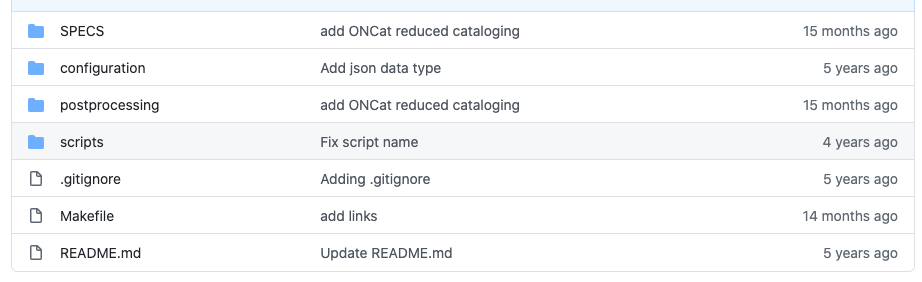 SPECS add ONCat reduced cataloging 15 months ago
configuration Add json data type 5 years ago
postprocessing add ONCat reduced cataloging 15 months ago
scripts Fix script name 4 years ago
.gitignore Adding .gitignore 5 years ago
Makefile add links 14 months ago
README.md Update README.md 5 years ago